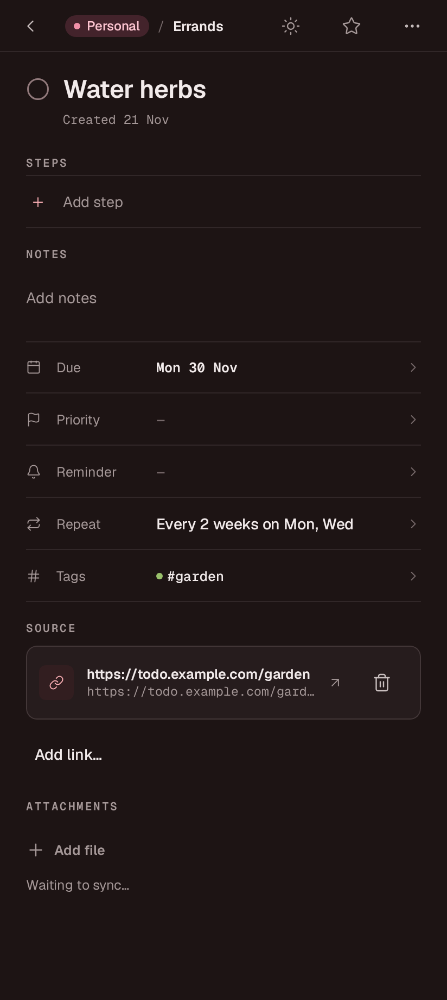 Personal / Errands
Water herbs
Created 21 Nov
STEPS
+ Add step
NOTES
Add notes
Due Mon 30 Nov
Priority –
Reminder –
Repeat Every 2 weeks on Mon, Wed
Tags #garden
SOURCE
https://todo.example.com/garden
https://todo.example.com/gard…
Add link…
ATTACHMENTS
+ Add file
Waiting to sync…